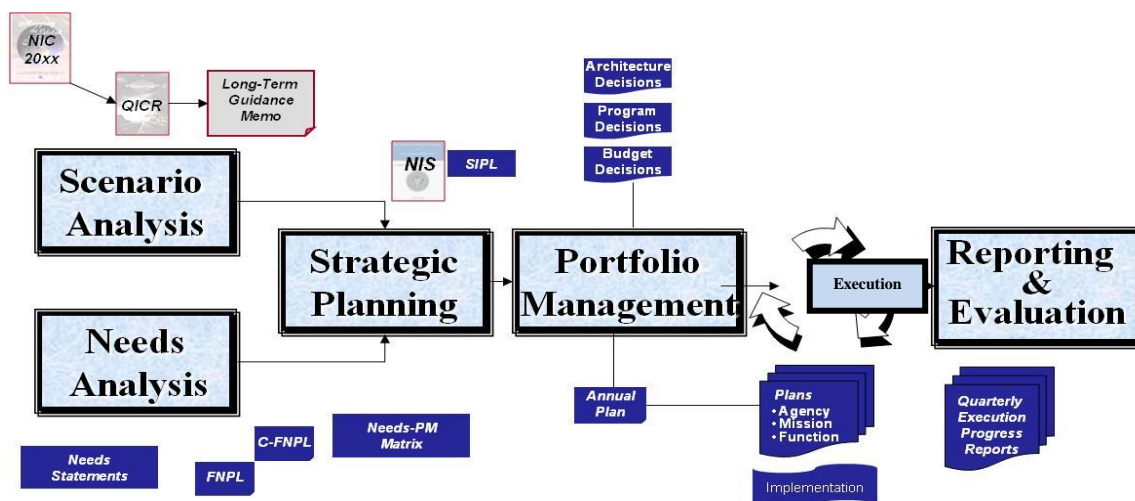 NIC
20xx
QICR
Long-Term
Guidance
Memo
Scenario
Analysis
Needs
Analysis
Needs
Statements
FNPL
C-FNPL
Needs-PM
Matrix
NIS
SIPL
Strategic
Planning
Architecture
Decisions
Program
Decisions
Budget
Decisions
Portfolio
Management
Annual
Plan
Plans
• Agency
• Mission
• Function
Implementation
Execution
Reporting
&
Evaluation
Quarterly
Execution
Progress
Reports